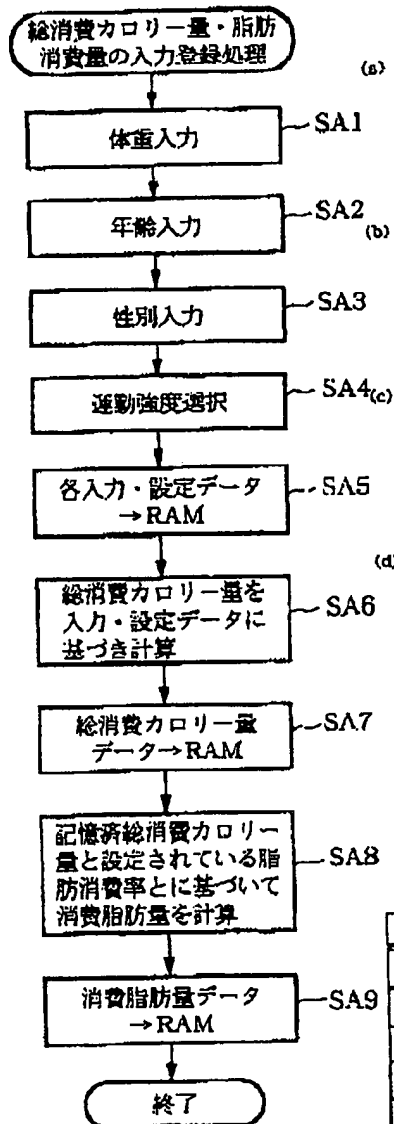 総消費カロリー量・脂肪
消費量の入力登録処理
(a)
体重入力
SA1
年齢入力
SA2
(b)
性別入力
SA3
運動強度選択
SA4
(c)
各入力・設定データ
→RAM
SA5
(d)
総消費カロリー量を
入力・設定データに
基づき計算
SA6
総消費カロリー量
データ→RAM
SA7
記憶済総消費カロリー
量と設定されている脂
肪消費率とに基づいて
消費脂肪量を計算
SA8
消費脂肪量データ
→RAM
SA9
終了